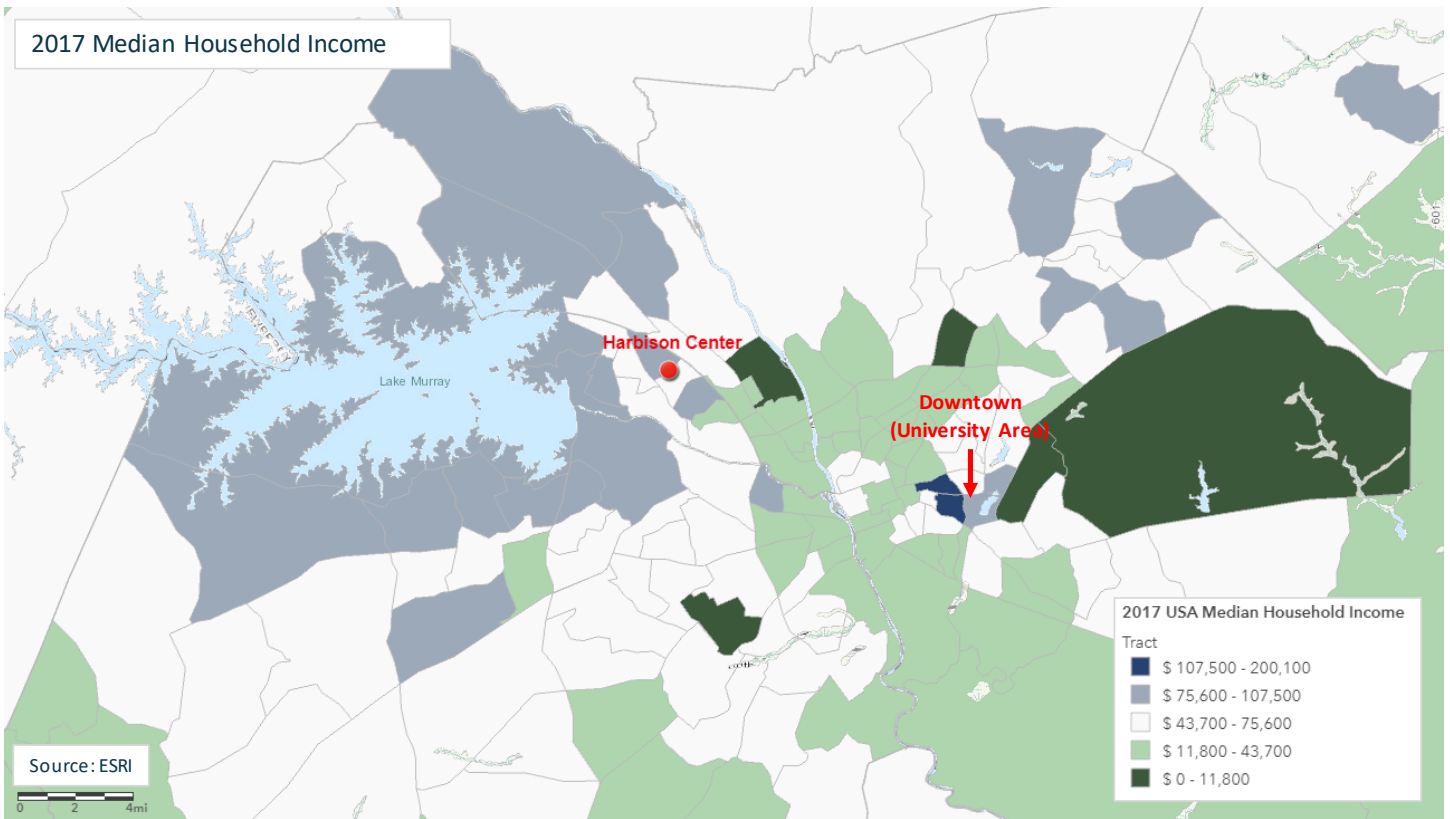 2017 Median Household Income
601
Lake Murray
Harbison Center
Downtown
(University Area)
2017 USA Median Household Income
Tract
$ 107,500 - 200,100
$ 75,600 - 107,500
$ 43,700 - 75,600
$ 11,800 - 43,700
$ 0 - 11,800
Source: ESRI
0 2 4mi